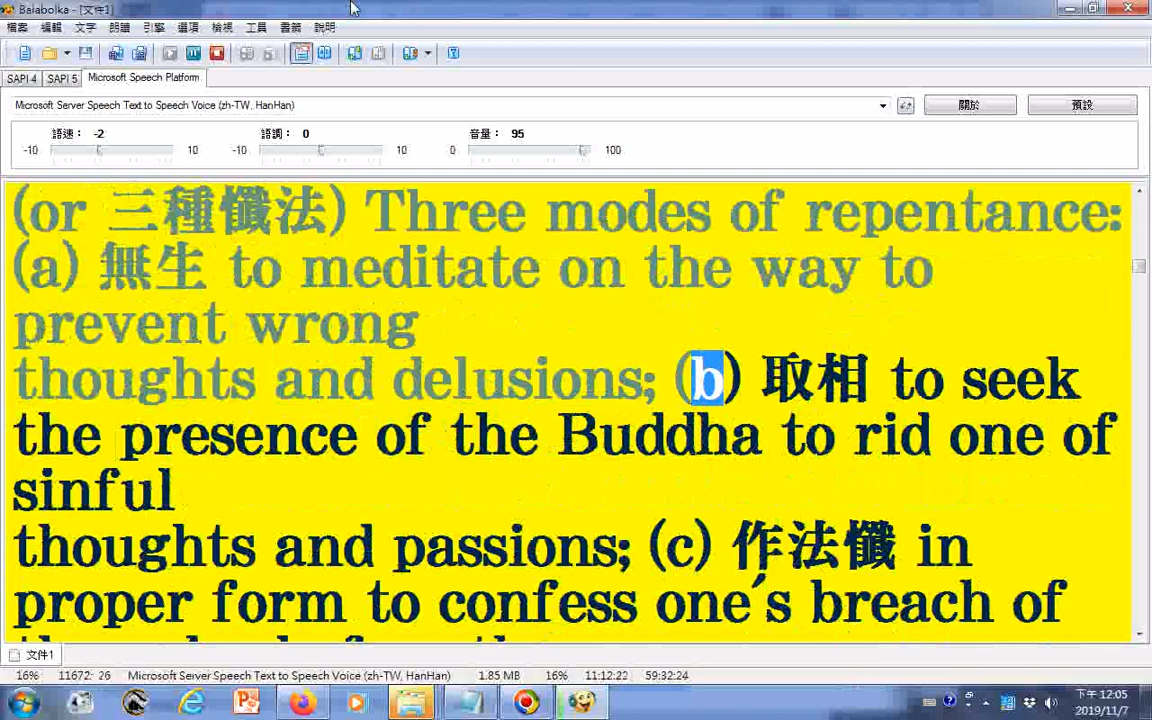 Balabolka - [文件1]
檔案 編輯 文字 朗讀 引擎 選項 檢視 工具 書籤 說明
SAPI 4 SAPI 5 Microsoft Speech Platform
Microsoft Server Speech Text to Speech Voice (zh-TW, HanHan) 關於 預設
語速： -2 語調： 0 音量： 95
-10 10 -10 10 0 100
(or 三種懺法) Three modes of repentance:
(a) 無生 to meditate on the way to
prevent wrong
thoughts and delusions; (b) 取相 to seek
the presence of the Buddha to rid one of
sinful
thoughts and passions; (c) 作法懺 in
proper form to confess one's breach of
文件1
16% 11672: 26 Microsoft Server Speech Text to Speech Voice (zh-TW, HanHan) 1.85 MB 16% 11:12:22 59:32:24
下午 12:05
2019/11/7